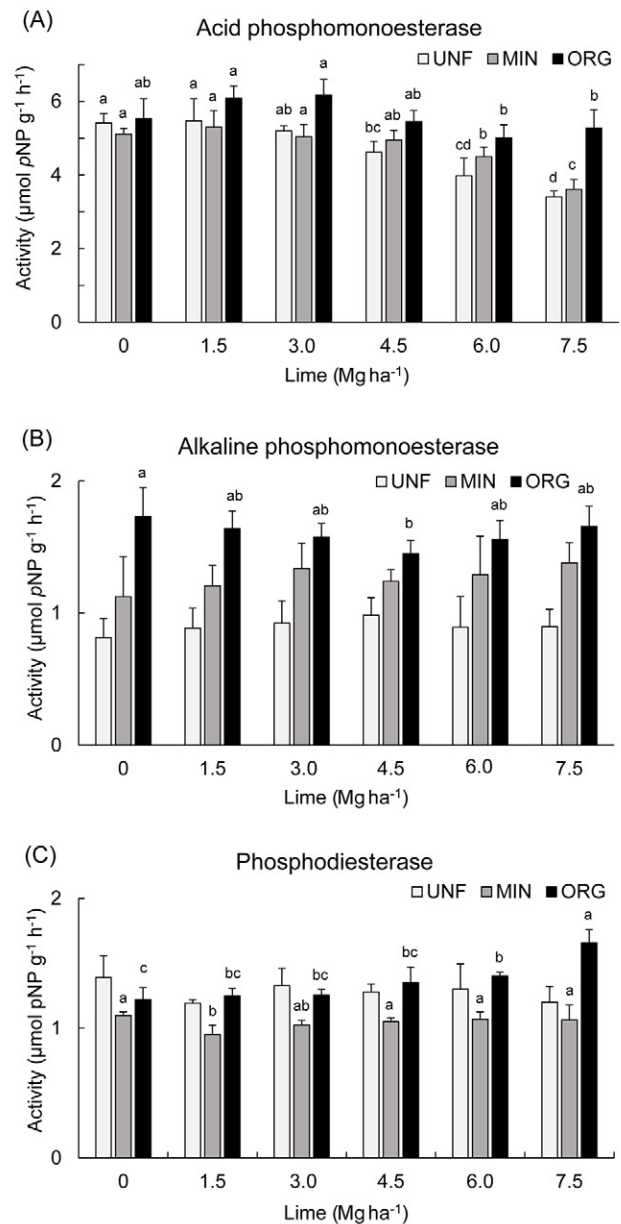 (A)
Acid phosphomonoesterase
UNF MIN ORG
Activity (µmol pNP g⁻¹ h⁻¹)
6
4
2
0
a a ab
a a a
ab a a
bc ab ab
cd b b
d c b
0 1.5 3.0 4.5 6.0 7.5
Lime (Mg ha⁻¹)
(B)
Alkaline phosphomonoesterase
UNF MIN ORG
Activity (µmol pNP g⁻¹ h⁻¹)
2
1
0
a ab ab b ab ab
0 1.5 3.0 4.5 6.0 7.5
Lime (Mg ha⁻¹)
(C)
Phosphodiesterase
UNF MIN ORG
Activity (µmol pNP g⁻¹ h⁻¹)
2
1
0
a c
b bc
ab bc
a bc
a b
a a
0 1.5 3.0 4.5 6.0 7.5
Lime (Mg ha⁻¹)